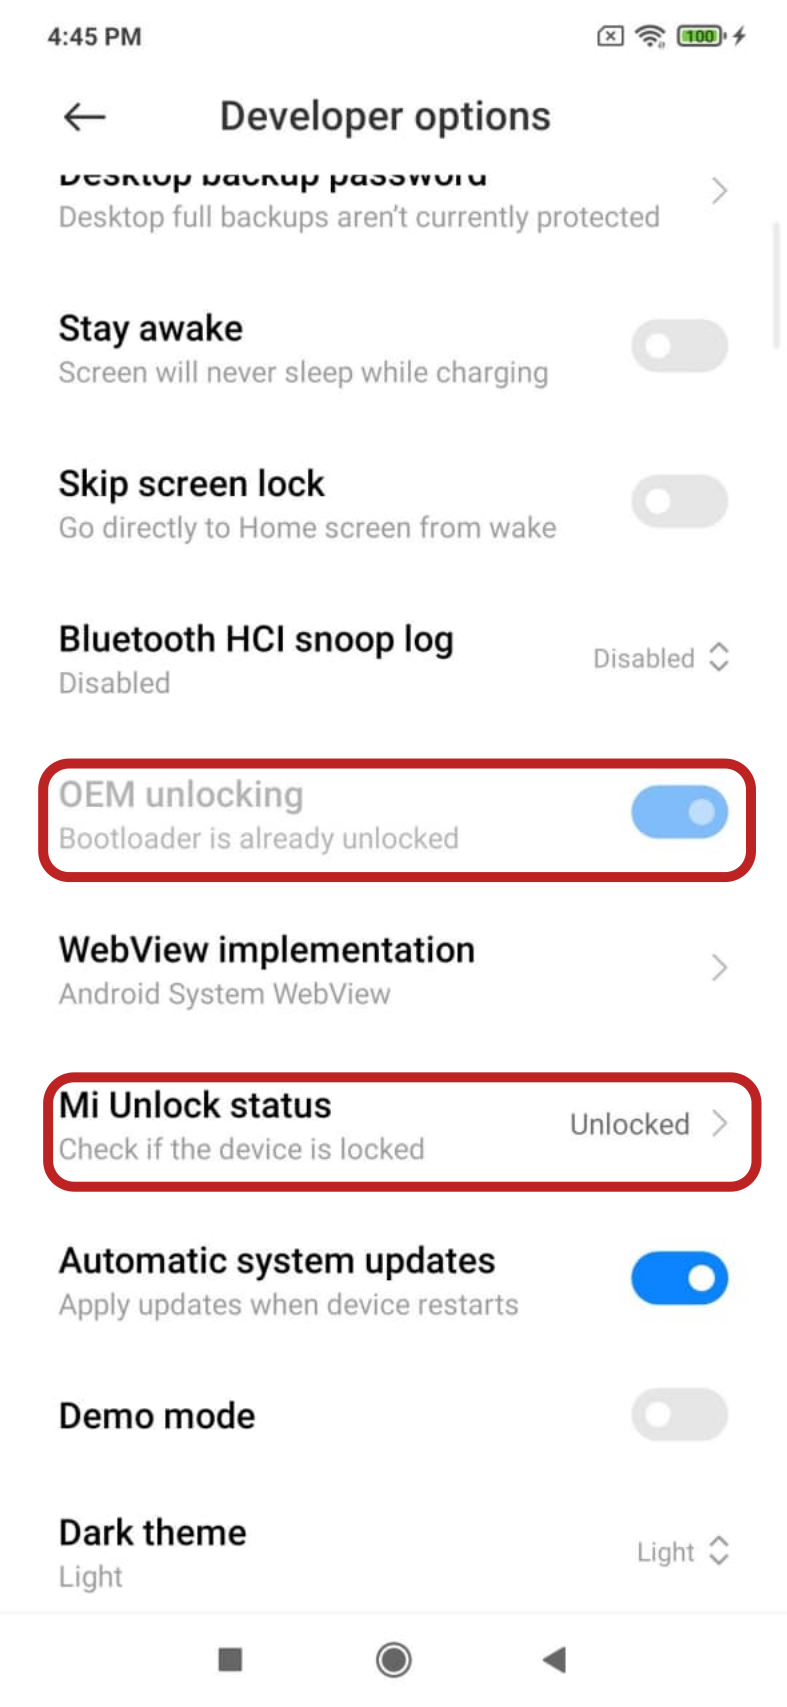 4:45 PM
100
Developer options
Desktop backup password
Desktop full backups aren't currently protected
Stay awake
Screen will never sleep while charging
Skip screen lock
Go directly to Home screen from wake
Bluetooth HCI snoop log
Disabled
Disabled
OEM unlocking
Bootloader is already unlocked
WebView implementation
Android System WebView
Mi Unlock status
Unlocked
Check if the device is locked
Automatic system updates
Apply updates when device restarts
Demo mode
Dark theme
Light
Light